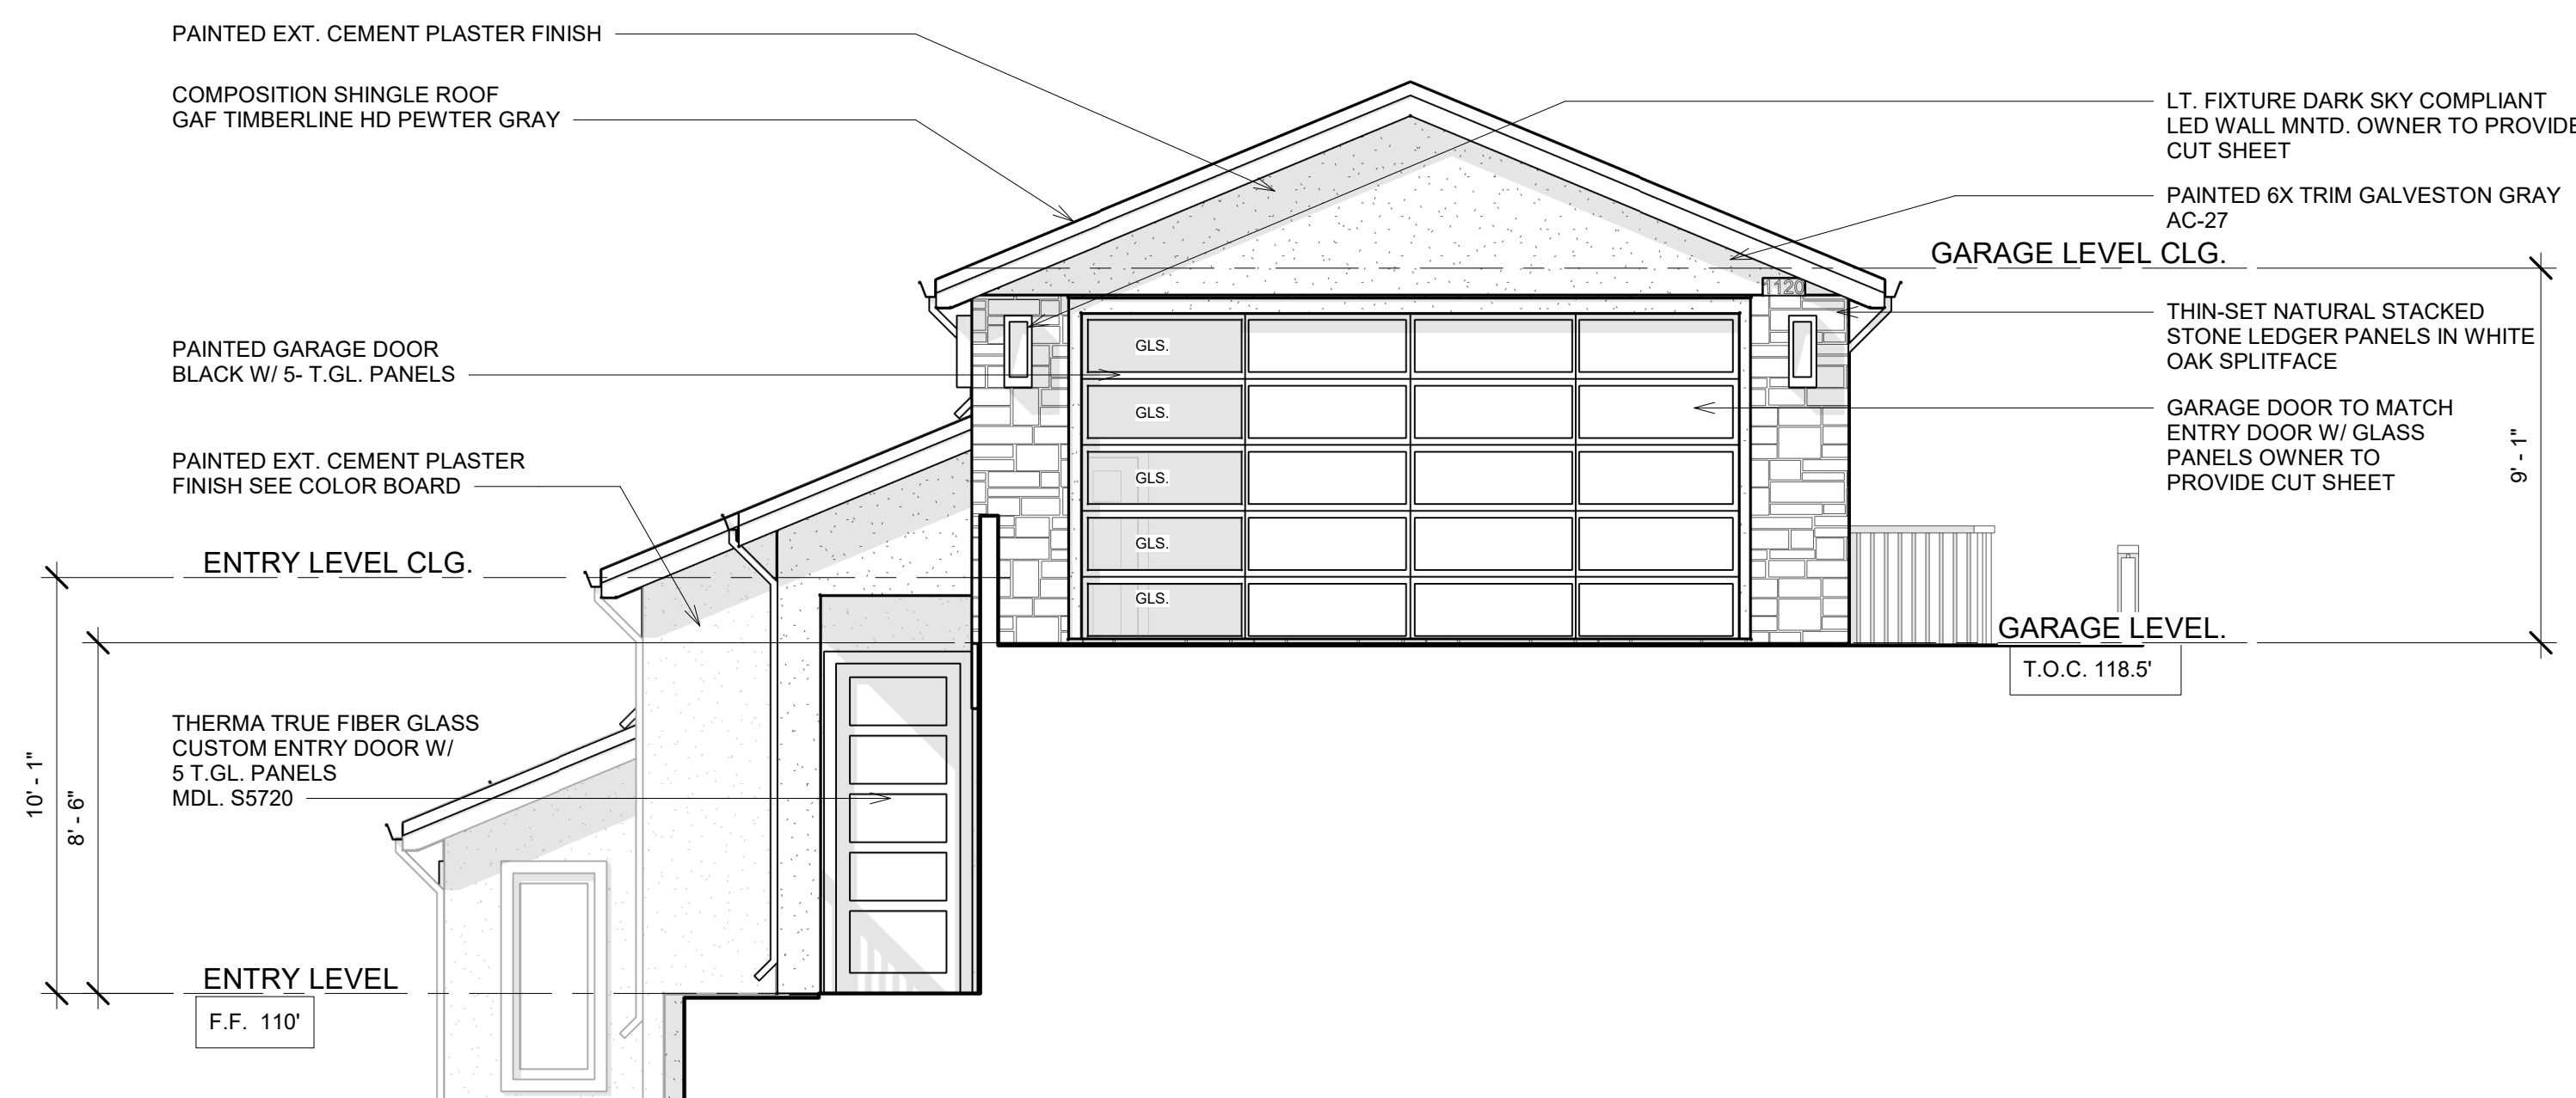 PAINTED EXT. CEMENT PLASTER FINISH
COMPOSITION SHINGLE ROOF
GAF TIMBERLINE HD PEWTER GRAY
LT. FIXTURE DARK SKY COMPLIANT
LED WALL MNTD. OWNER TO PROVIDE
CUT SHEET
PAINTED 6X TRIM GALVESTON GRAY
AC-27
GARAGE LEVEL CLG.
1120
THIN-SET NATURAL STACKED
STONE LEDGER PANELS IN WHITE
OAK SPLITFACE
PAINTED GARAGE DOOR
BLACK W/ 5- T.GL. PANELS
GLS.
GLS.
GLS.
GLS.
GLS.
GARAGE DOOR TO MATCH
ENTRY DOOR W/ GLASS
PANELS OWNER TO
PROVIDE CUT SHEET
9' - 1"
PAINTED EXT. CEMENT PLASTER
FINISH SEE COLOR BOARD
ENTRY LEVEL CLG.
GARAGE LEVEL.
T.O.C. 118.5'
THERMA TRUE FIBER GLASS
CUSTOM ENTRY DOOR W/
5 T.GL. PANELS
MDL. S5720
10' - 1"
8' - 6"
ENTRY LEVEL
F.F. 110'